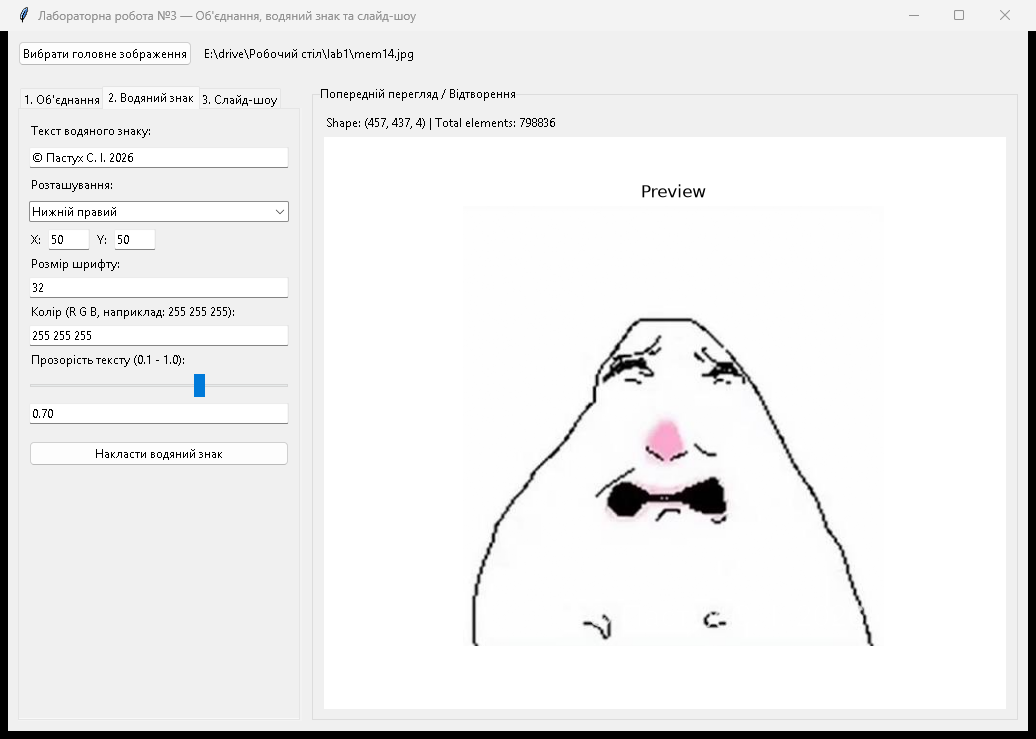 Лабораторна робота №3 — Об'єднання, водяний знак та слайд-шоу
Вибрати головне зображення
E:\drive\Робочий стіл\lab1\mem14.jpg
1. Об'єднання
2. Водяний знак
3. Слайд-шоу
Текст водяного знаку:
© Пастух С. І. 2026
Розташування:
Нижній правий
X: 50 Y: 50
Розмір шрифту:
32
Колір (R G B, наприклад: 255 255 255):
255 255 255
Прозорість тексту (0.1 - 1.0):
0.70
Накласти водяний знак
Попередній перегляд / Відтворення
Shape: (457, 437, 4) | Total elements: 798836
Preview